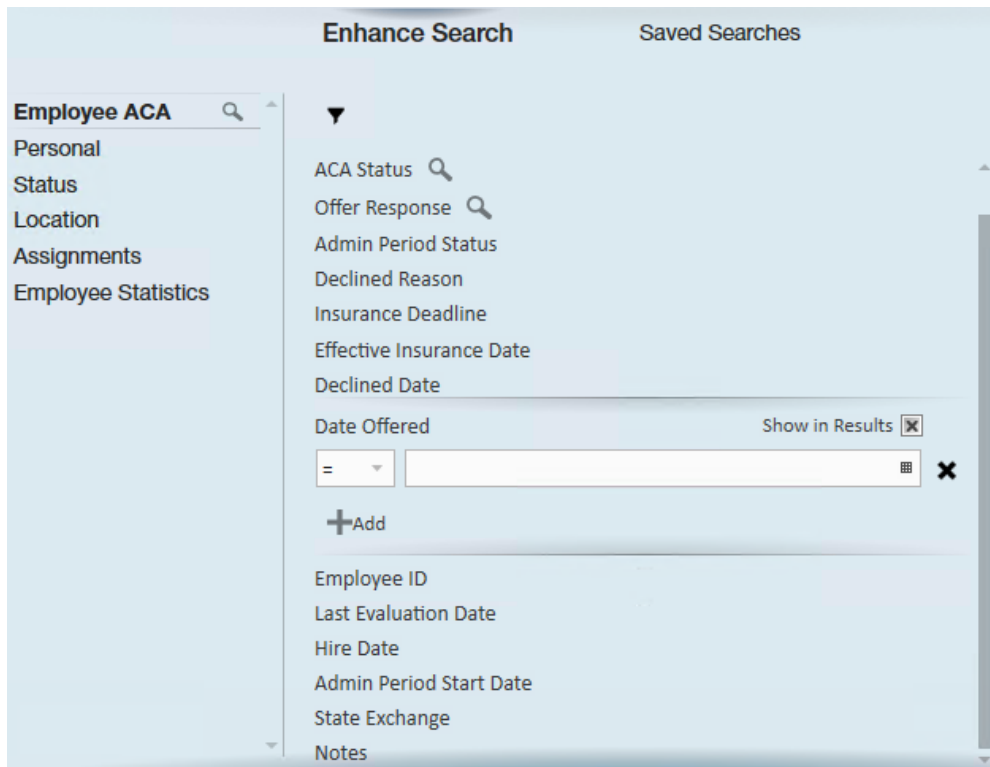 Enhance Search
Saved Searches
Employee ACA
Personal
Status
Location
Assignments
Employee Statistics
ACA Status
Offer Response
Admin Period Status
Declined Reason
Insurance Deadline
Effective Insurance Date
Declined Date
Date Offered
Show in Results
=
Add
Employee ID
Last Evaluation Date
Hire Date
Admin Period Start Date
State Exchange
Notes